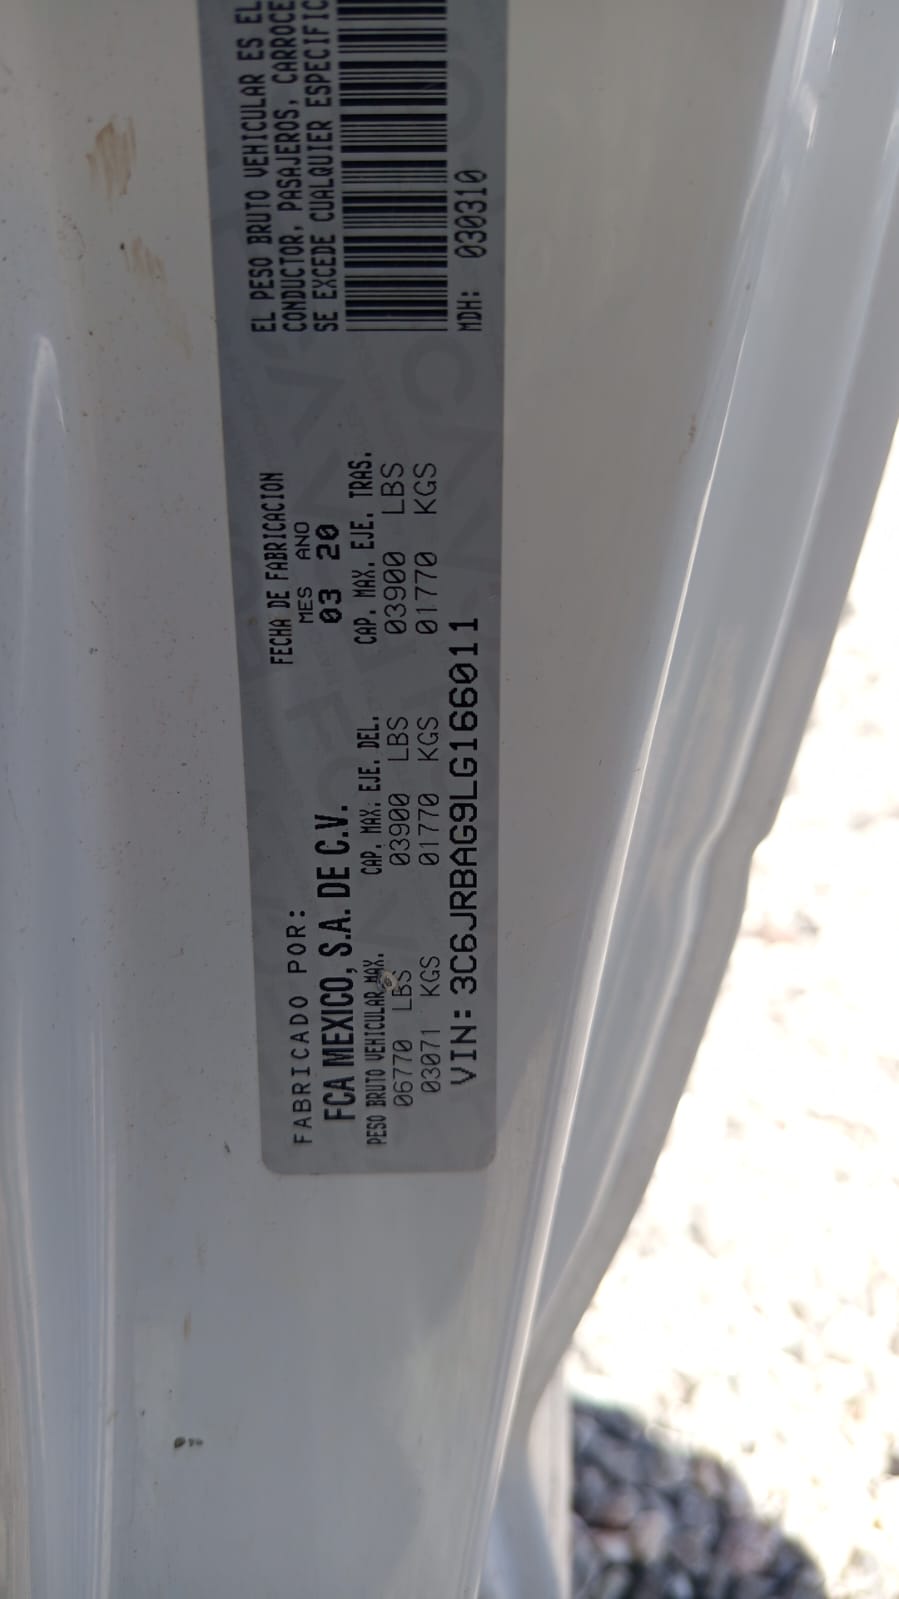 FABRICADO POR:
FCA MEXICO, S.A. DE C.V.
FECHA DE FABRICACION
MES ANO
03 20
PESO BRUTO VEHICULAR MAX.
06770 LBS
03071 KGS
CAP. MAX. EJE. DEL.
03900 LBS
01770 KGS
CAP. MAX. EJE. TRAS.
03900 LBS
01770 KGS
VIN: 3C6JRBAG9LG166011
EL PESO BRUTO VEHICULAR ES EL
CONDUCTOR, PASAJEROS, CARROCE
SE EXCEDE CUALQUIER ESPECIFIC
MDH: 030310